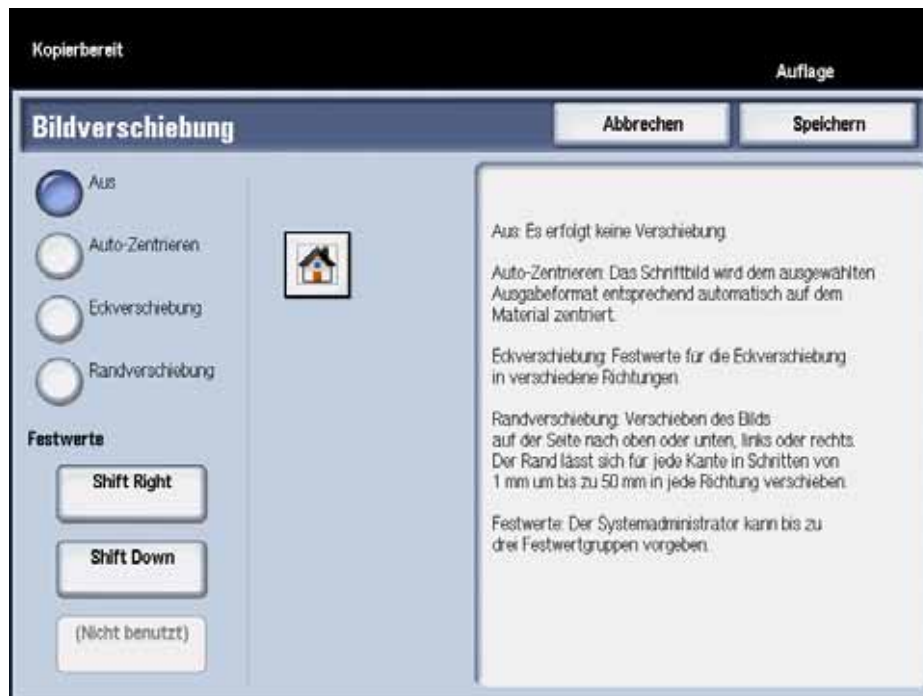 Kopierbereit
Auflage
Bildverschiebung
Abbrechen
Speichern
Aus
Auto-Zentrieren
Eckverschiebung
Randverschiebung
Festwerte
Shift Right
Shift Down
(Nicht benutzt)
Aus: Es erfolgt keine Verschiebung.
Auto-Zentrieren: Das Schriftbild wird dem ausgewählten
Ausgabeformat entsprechend automatisch auf dem
Material zentriert.
Eckverschiebung: Festwerte für die Eckverschiebung
in verschiedene Richtungen.
Randverschiebung: Verschieben des Bilds
auf der Seite nach oben oder unten, links oder rechts.
Der Rand lässt sich für jede Kante in Schritten von
1 mm um bis zu 50 mm in jede Richtung verschieben.
Festwerte: Der Systemadministrator kann bis zu
drei Festwertgruppen vorgeben.